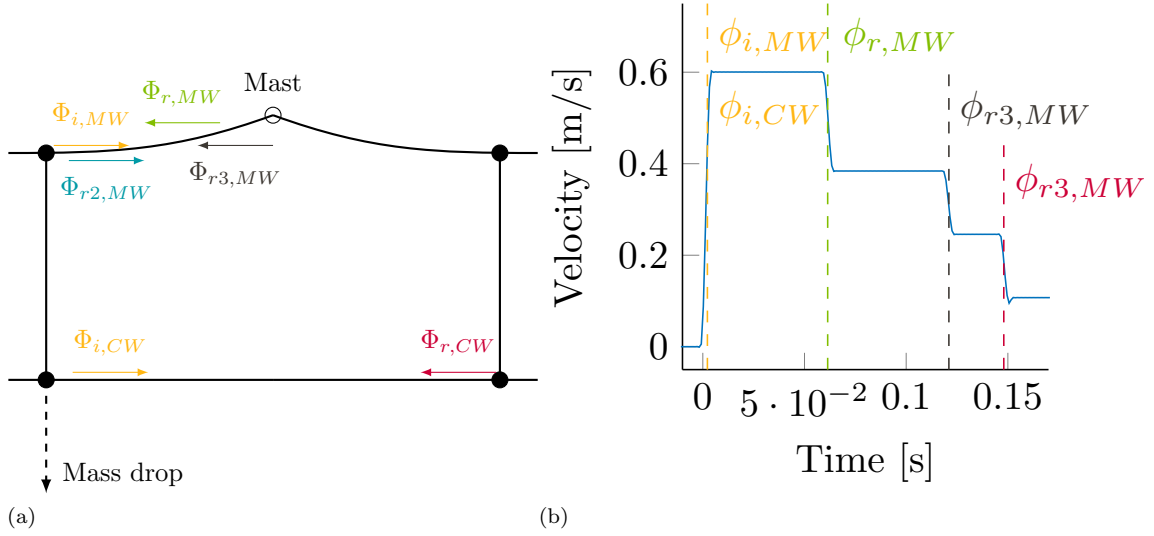 Mast
Φr,MW
Φi,MW
Φr2,MW
Φr3,MW
Φi,CW
Φr,CW
Mass drop
(a)
ϕi,MW
ϕr,MW
ϕi,CW
ϕr3,MW
ϕr3,MW
Velocity [m/s]
0.6
0.4
0.2
0
0
5 · 10−2
0.1
0.15
Time [s]
(b)